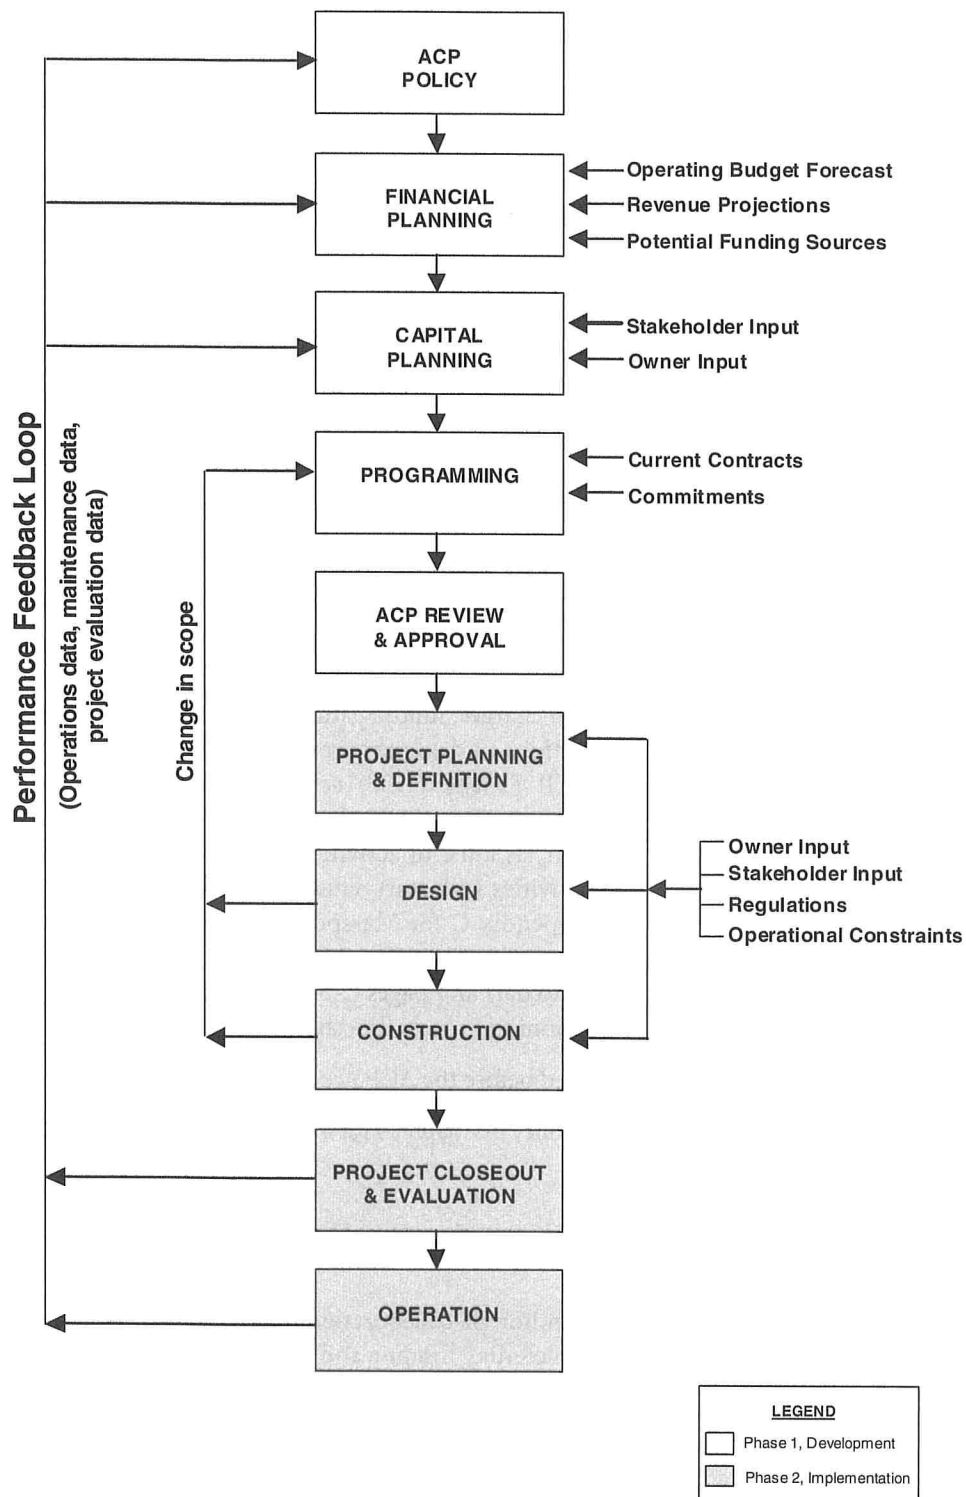 ACP
POLICY
FINANCIAL
PLANNING
Operating Budget Forecast
Revenue Projections
Potential Funding Sources
CAPITAL
PLANNING
Stakeholder Input
Owner Input
PROGRAMMING
Current Contracts
Commitments
Performance Feedback Loop
(Operations data, maintenance data,
project evaluation data)
Change in scope
ACP REVIEW
& APPROVAL
PROJECT PLANNING
& DEFINITION
DESIGN
Owner Input
Stakeholder Input
Regulations
Operational Constraints
CONSTRUCTION
PROJECT CLOSEOUT
& EVALUATION
OPERATION
LEGEND
Phase 1, Development
Phase 2, Implementation